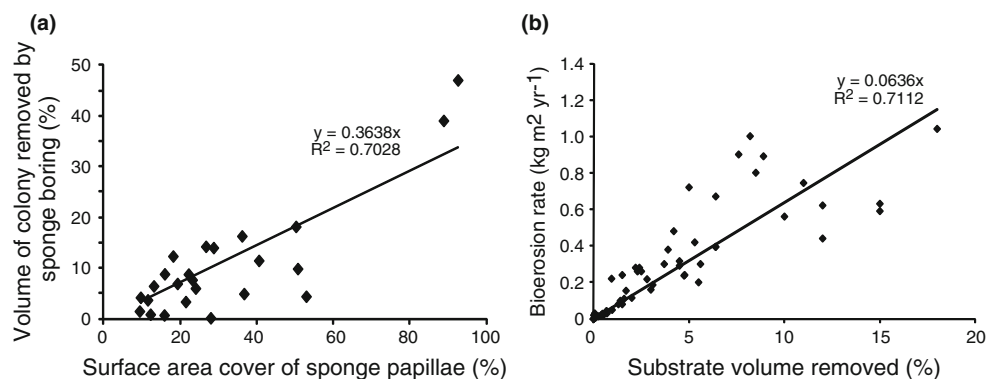 (a)
Volume of colony removed by
sponge boring (%)
50
40
30
20
10
0
y = 0.3638x
R² = 0.7028
0
20
40
60
80
100
Surface area cover of sponge papillae (%)
(b)
Bioerosion rate (kg m² yr-¹)
1.4
1.2
1.0
0.8
0.6
0.4
0.2
0
y = 0.0636x
R² = 0.7112
0
5
10
15
20
Substrate volume removed (%)